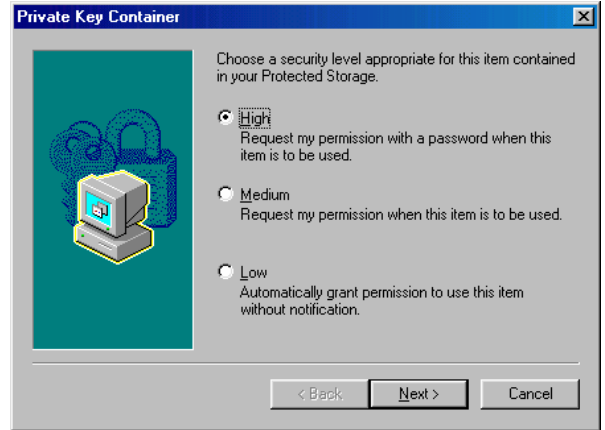 Private Key Container
Choose a security level appropriate for this item contained
in your Protected Storage.
High
Request my permission with a password when this
item is to be used.
Medium
Request my permission when this item is to be used.
Low
Automatically grant permission to use this item
without notification.
< Back
Next >
Cancel